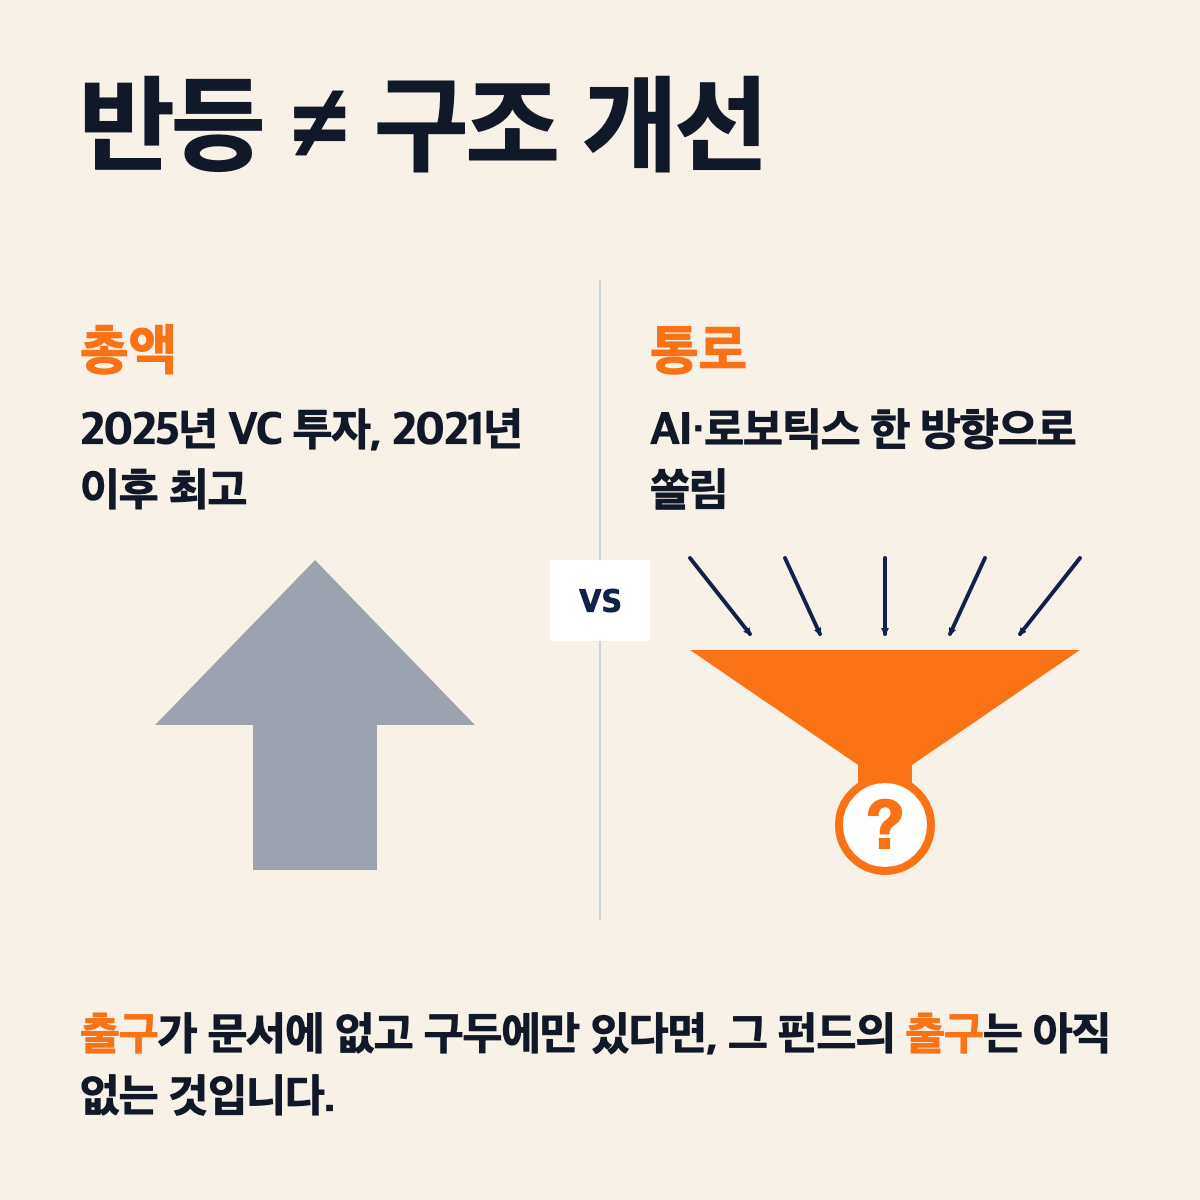 반등 ≠ 구조 개선
총액
2025년 VC 투자, 2021년
이후 최고
통로
AI·로보틱스 한 방향으로
쏠림
VS
?
출구가 문서에 없고 구두에만 있다면, 그 펀드의 출구는 아직
없는 것입니다.